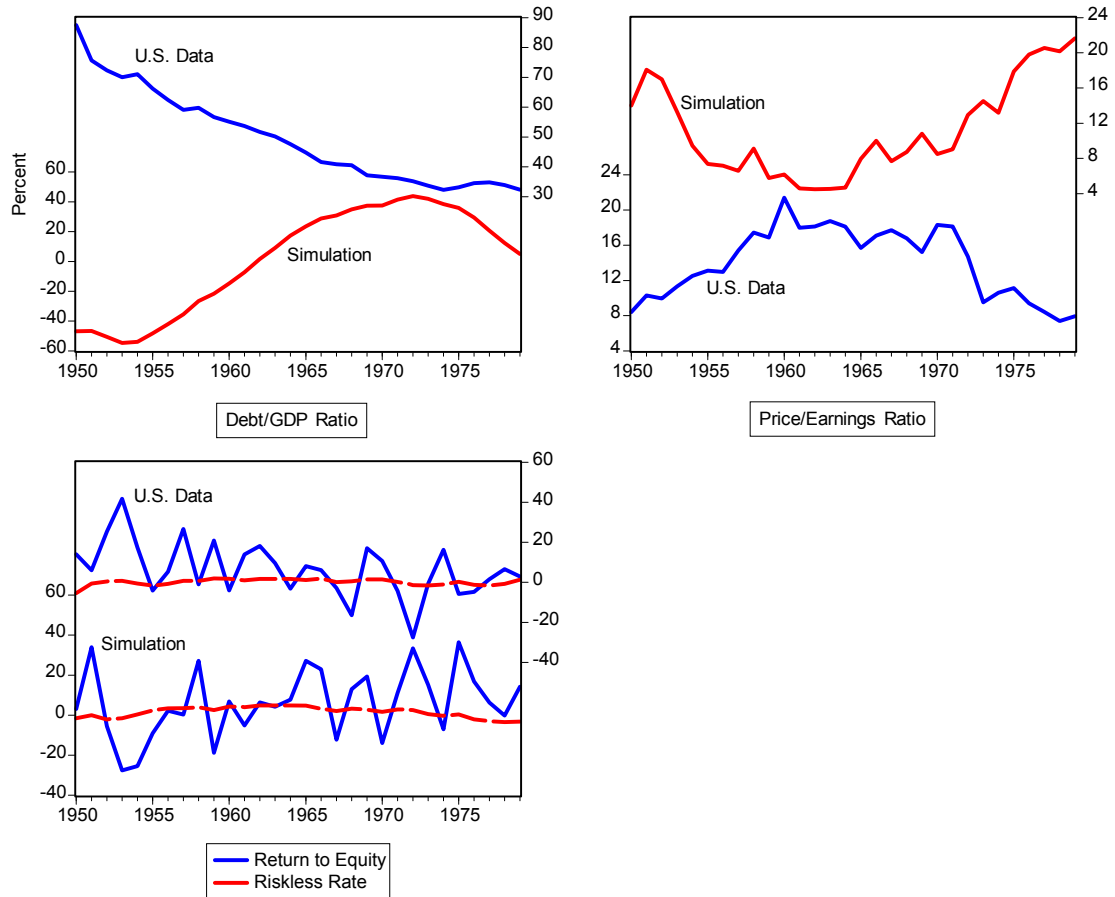 90
80
70
60
50
40
30
U.S. Data
Percent
60
40
20
0
-20
-40
-60
Simulation
1950 1955 1960 1965 1970 1975
Debt/GDP Ratio
24
20
16
12
8
4
Simulation
24
20
16
12
8
4
U.S. Data
1950 1955 1960 1965 1970 1975
Price/Earnings Ratio
60
40
20
0
-20
-40
U.S. Data
60
40
20
0
-20
-40
Simulation
1950 1955 1960 1965 1970 1975
Return to Equity
Riskless Rate